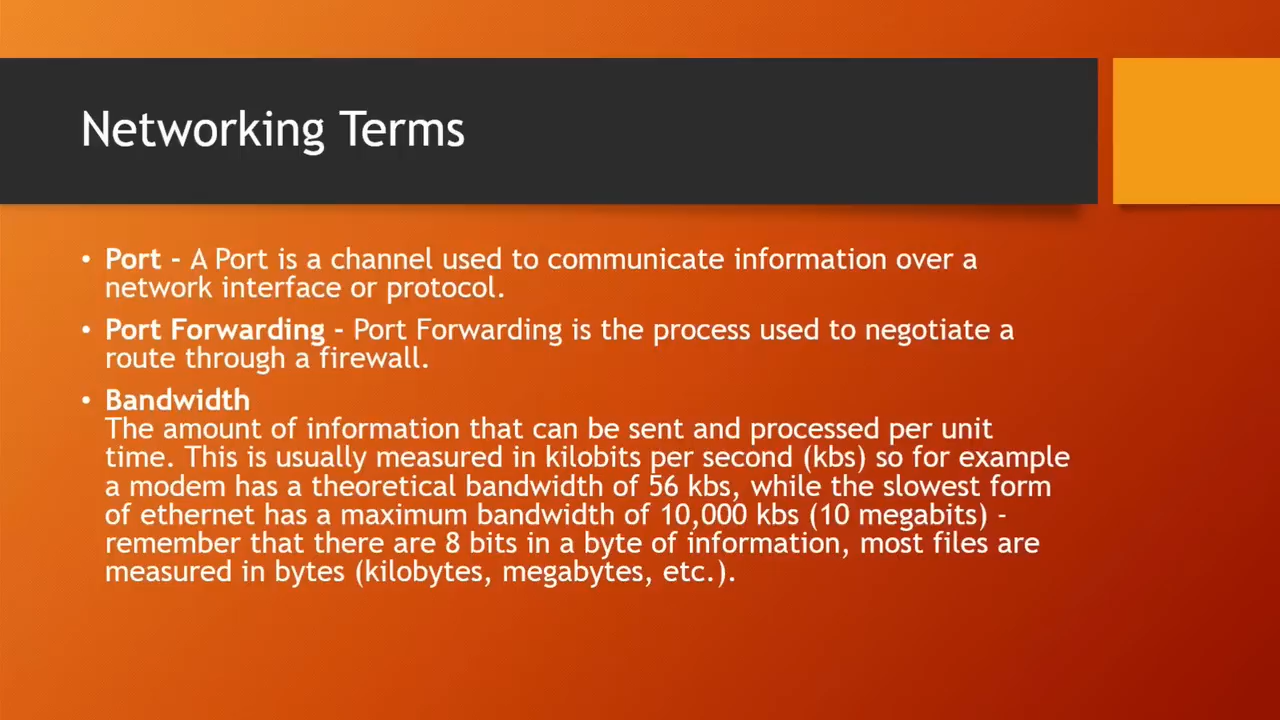 Networking Terms
• Port - A Port is a channel used to communicate information over a
network interface or protocol.
• Port Forwarding - Port Forwarding is the process used to negotiate a
route through a firewall.
• Bandwidth
The amount of information that can be sent and processed per unit
time. This is usually measured in kilobits per second (kbs) so for example
a modem has a theoretical bandwidth of 56 kbs, while the slowest form
of ethernet has a maximum bandwidth of 10,000 kbs (10 megabits) -
remember that there are 8 bits in a byte of information, most files are
measured in bytes (kilobytes, megabytes, etc.).